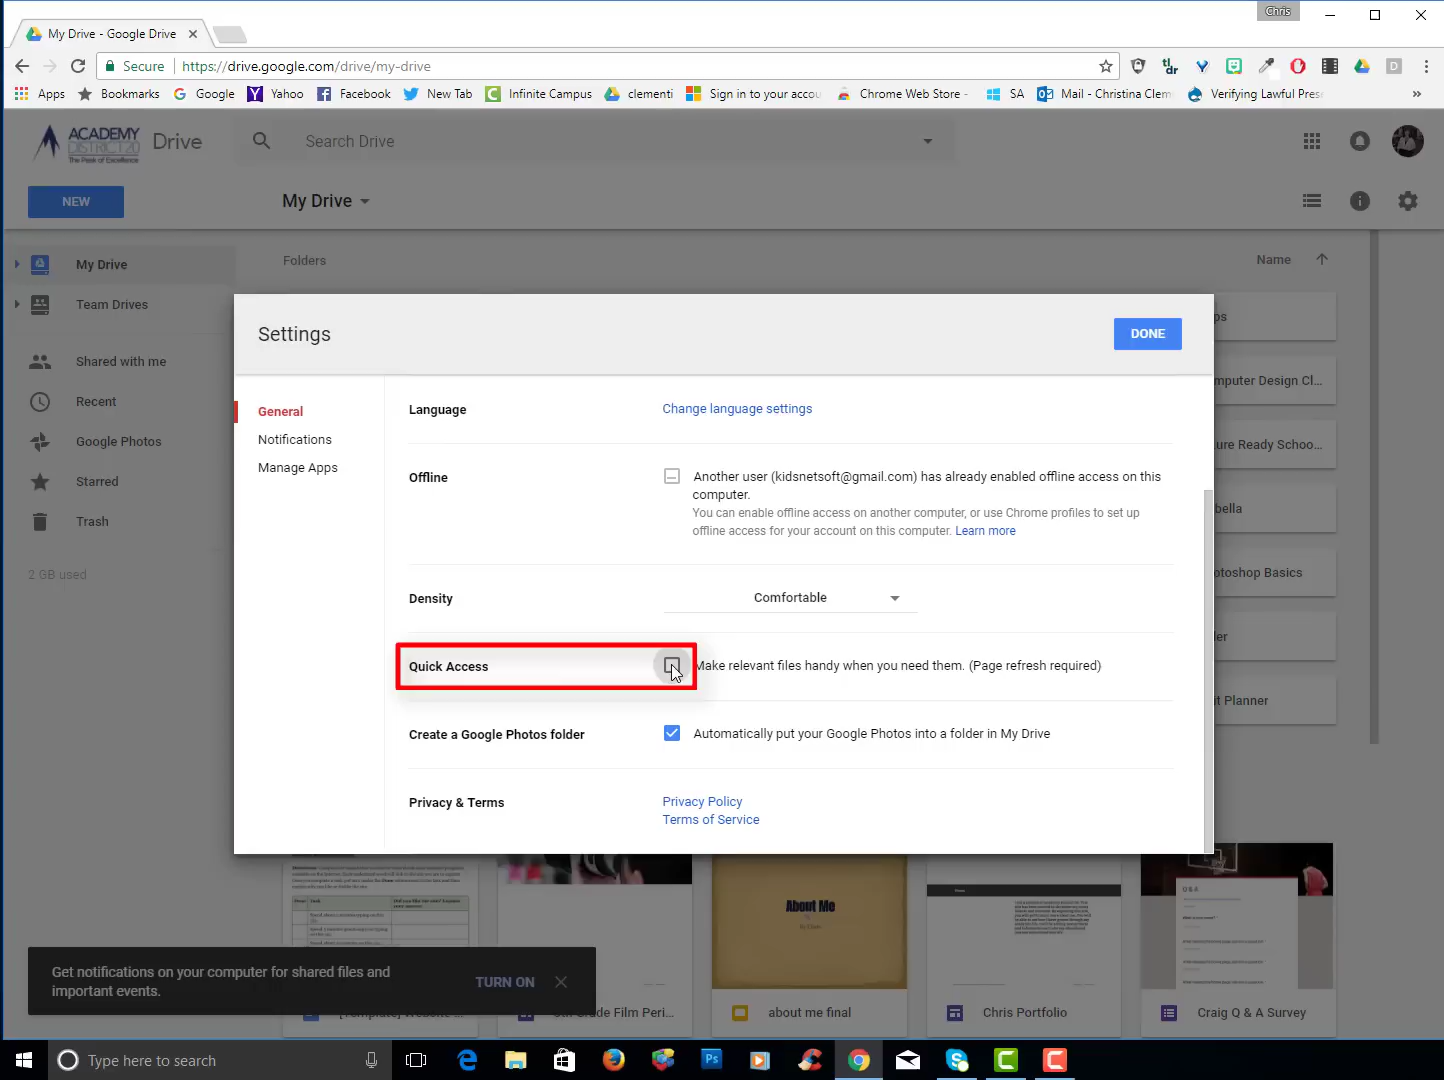 Chris
My Drive - Google Drive
Secure
https://drive.google.com/drive/my-drive
tl;dr
D
Apps
Bookmarks
Google
Yahoo
Facebook
New Tab
Infinite Campus
clementi
Sign in to your accou
Chrome Web Store -
SA
Mail - Christina Clem
Verifying Lawful Pres
»
ACADEMY
DISTRICT 20
The Peak of Excellence
Drive
Search Drive
NEW
My Drive
My Drive
Folders
Name
Team Drives
Shared with me
Recent
Google Photos
Starred
Trash
2 GB used
Settings
DONE
General
Notifications
Manage Apps
Language
Change language settings
Offline
Another user (kidsnetsoft@gmail.com) has already enabled offline access on this
computer.
You can enable offline access on another computer, or use Chrome profiles to set up
offline access for your account on this computer. Learn more
Density
Comfortable
Quick Access
Make relevant files handy when you need them. (Page refresh required)
Create a Google Photos folder
Automatically put your Google Photos into a folder in My Drive
Privacy & Terms
Privacy Policy
Terms of Service
ps
mputer Design Cl...
ure Ready Schoo...
bella
otoshop Basics
ler
it Planner
About Me
by Chris
Q & A
Get notifications on your computer for shared files and
important events.
TURN ON
Grade Film Peri...
about me final
Chris Portfolio
Craig Q & A Survey
Type here to search
Ps